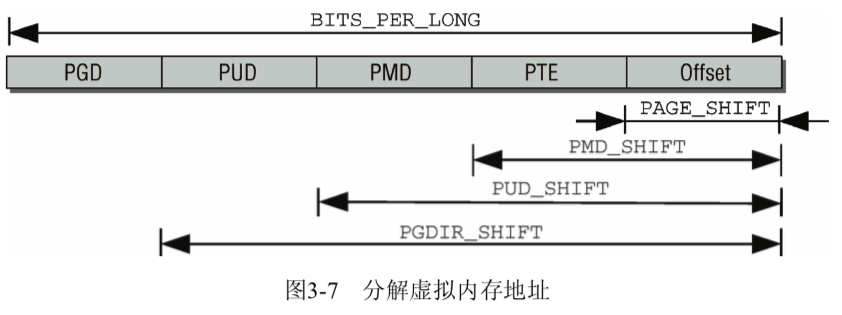 BITS_PER_LONG
PGD PUD PMD PTE Offset
PAGE_SHIFT
PMD_SHIFT
PUD_SHIFT
PGDIR_SHIFT
图3-7 分解虚拟内存地址